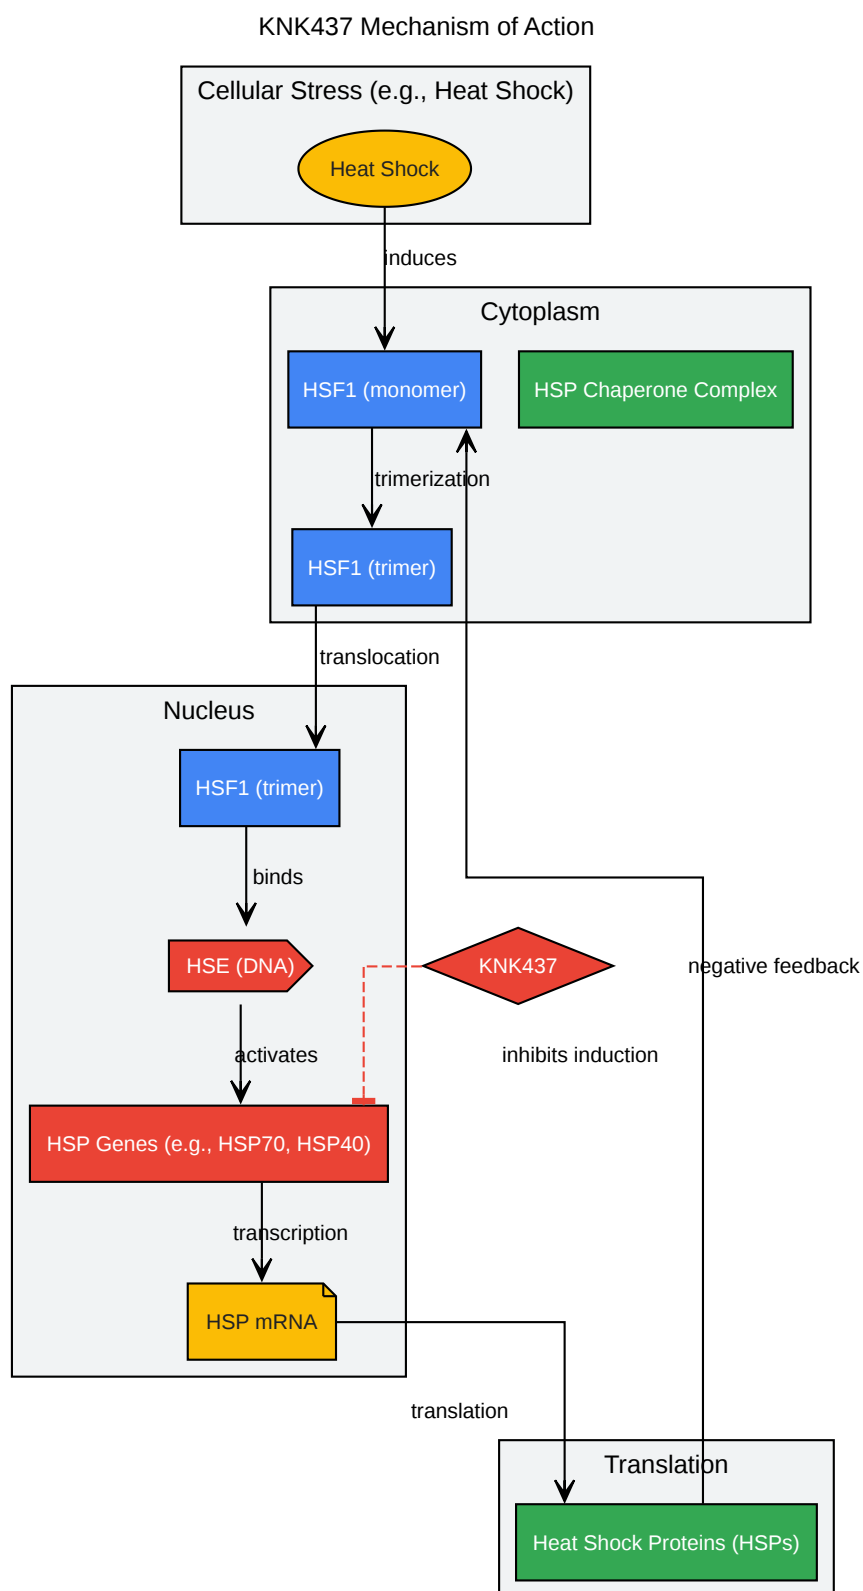 KNK437 Mechanism of Action
Cellular Stress (e.g., Heat Shock)
Heat Shock
induces
Cytoplasm
HSF1 (monomer)
HSP Chaperone Complex
trimerization
HSF1 (trimer)
translocation
Nucleus
HSF1 (trimer)
binds
HSE (DNA)
KNK437
negative feedback
activates
inhibits induction
HSP Genes (e.g., HSP70, HSP40)
transcription
HSP mRNA
translation
Translation
Heat Shock Proteins (HSPs)